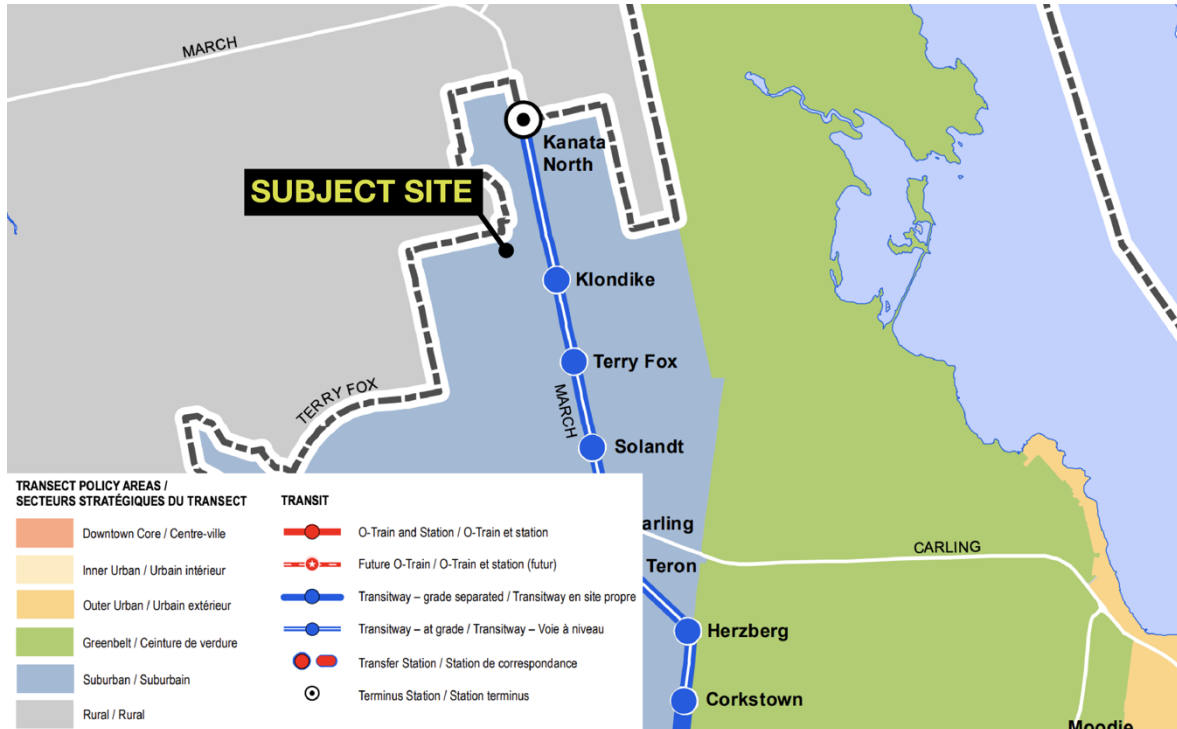 MARCH
Kanata
North
SUBJECT SITE
Klondike
Terry Fox
TERRY FOX
MARCH
Solandt
arling
CARLING
Teron
Herzberg
Corkstown
Moodie
TRANSECT POLICY AREAS /
SECTEURS STRATÉGIQUES DU TRANSECT
Downtown Core / Centre-ville
Inner Urban / Urbain intérieur
Outer Urban / Urbain extérieur
Greenbelt / Ceinture de verdure
Suburban / Suburbain
Rural / Rural
TRANSIT
O-Train and Station / O-Train et station
Future O-Train / O-Train et station (futur)
Transitway – grade separated / Transitway en site propre
Transitway – at grade / Transitway – Voie à niveau
Transfer Station / Station de correspondance
Terminus Station / Station terminus